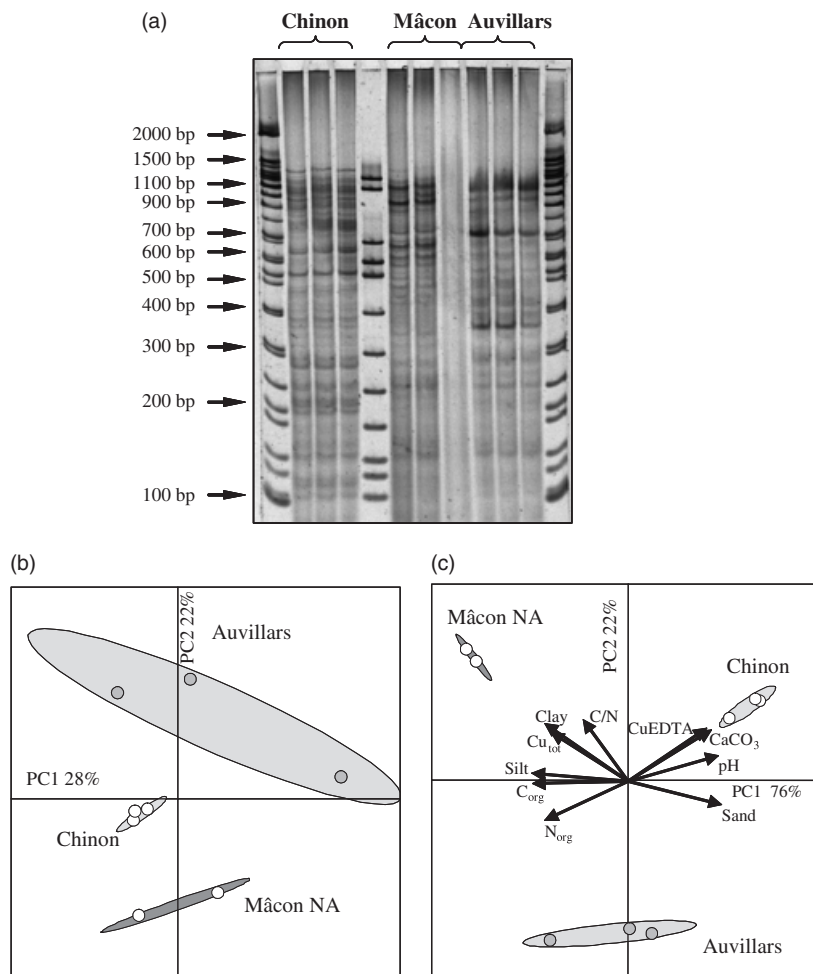 (a)
Chinon Mâcon Auvillars
2000 bp
1500 bp
1100 bp
900 bp
700 bp
600 bp
500 bp
400 bp
300 bp
200 bp
100 bp
(b)
PC2 22%
Auvillars
PC1 28%
Chinon
Mâcon NA
(c)
PC2 22%
Mâcon NA
Chinon
Clay
C/N
CuEDTA
Cutot
CaCO3
Silt
pH
Corg
PC1 76%
Sand
Norg
Auvillars